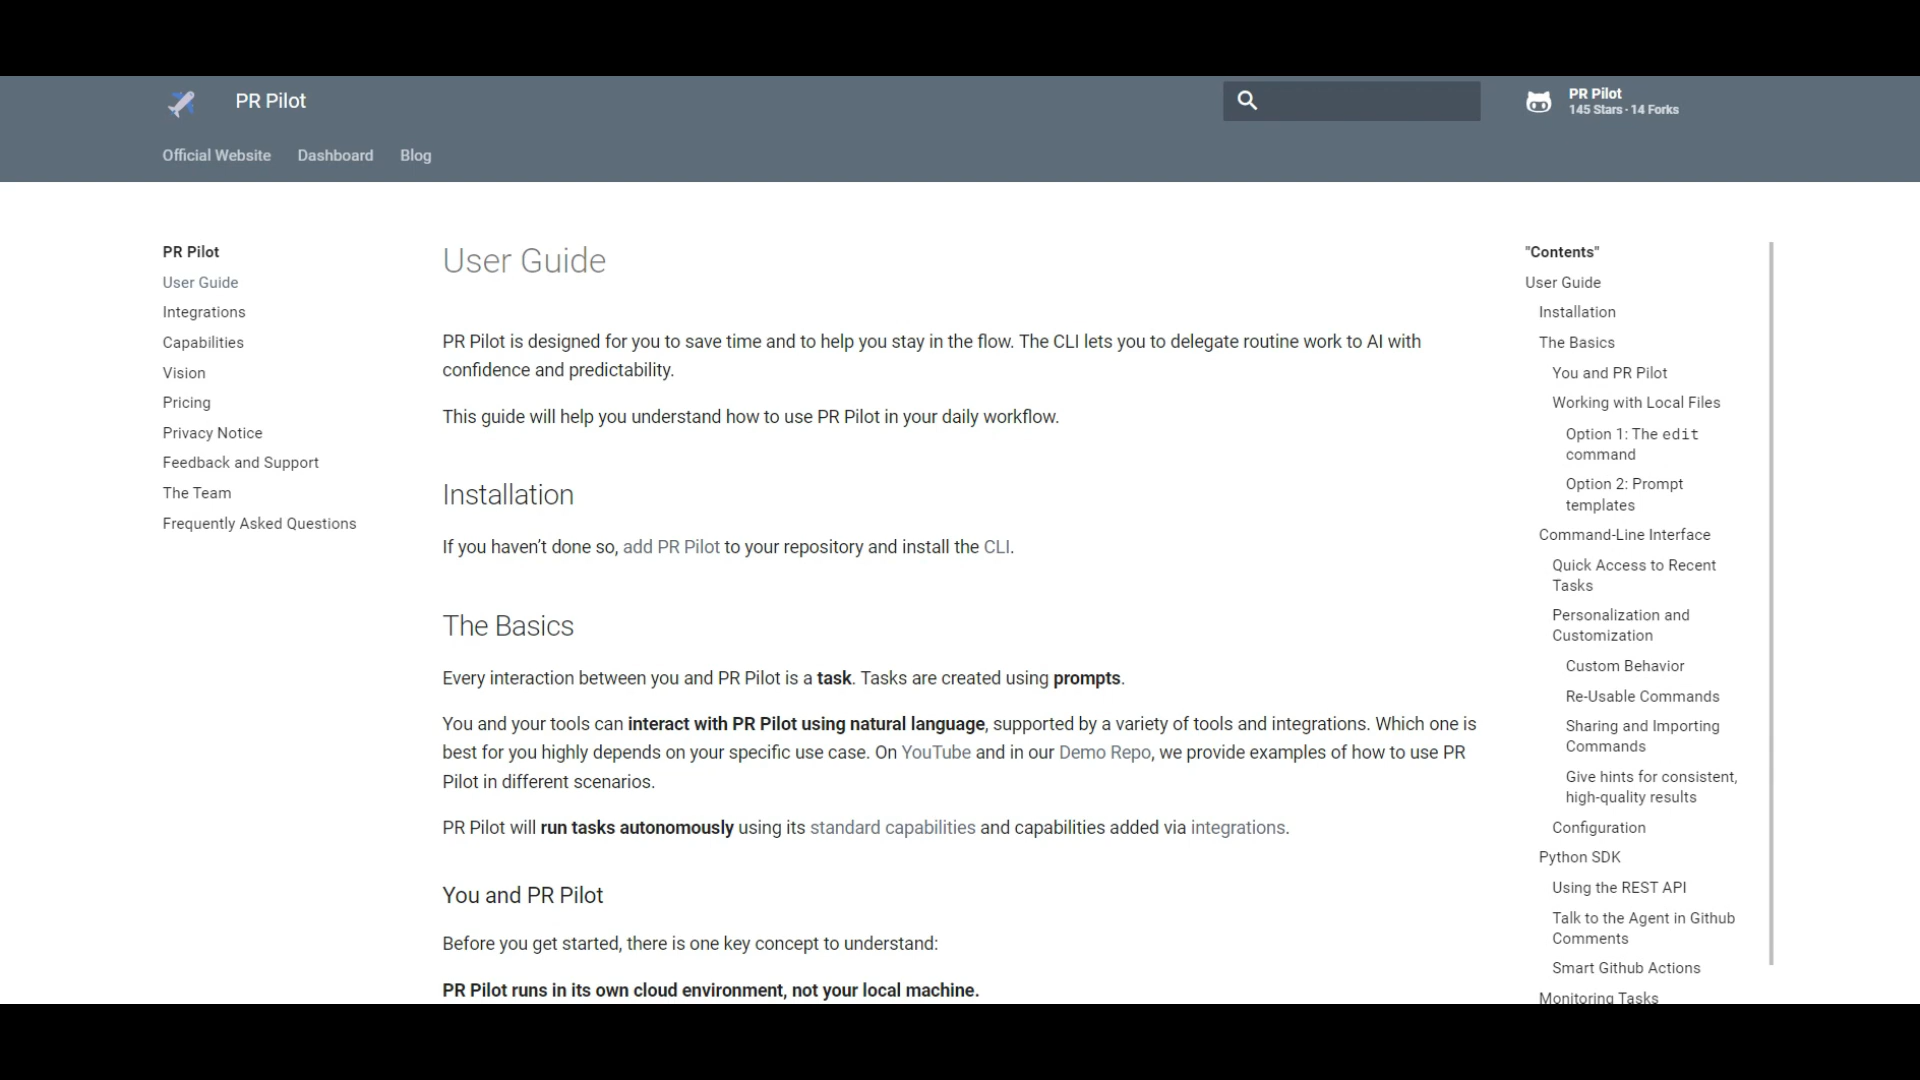 PR Pilot
PR Pilot
145 Stars · 14 Forks
Official Website
Dashboard
Blog
PR Pilot
User Guide
Integrations
Capabilities
Vision
Pricing
Privacy Notice
Feedback and Support
The Team
Frequently Asked Questions
User Guide
PR Pilot is designed for you to save time and to help you stay in the flow. The CLI lets you to delegate routine work to AI with
confidence and predictability.
This guide will help you understand how to use PR Pilot in your daily workflow.
Installation
If you haven’t done so, add PR Pilot to your repository and install the CLI.
The Basics
Every interaction between you and PR Pilot is a task. Tasks are created using prompts.
You and your tools can interact with PR Pilot using natural language, supported by a variety of tools and integrations. Which one is
best for you highly depends on your specific use case. On YouTube and in our Demo Repo, we provide examples of how to use PR
Pilot in different scenarios.
PR Pilot will run tasks autonomously using its standard capabilities and capabilities added via integrations.
You and PR Pilot
Before you get started, there is one key concept to understand:
PR Pilot runs in its own cloud environment, not your local machine.
"Contents"
User Guide
Installation
The Basics
You and PR Pilot
Working with Local Files
Option 1: The edit
command
Option 2: Prompt
templates
Command-Line Interface
Quick Access to Recent
Tasks
Personalization and
Customization
Custom Behavior
Re-Usable Commands
Sharing and Importing
Commands
Give hints for consistent,
high-quality results
Configuration
Python SDK
Using the REST API
Talk to the Agent in Github
Comments
Smart Github Actions
Monitoring Tasks